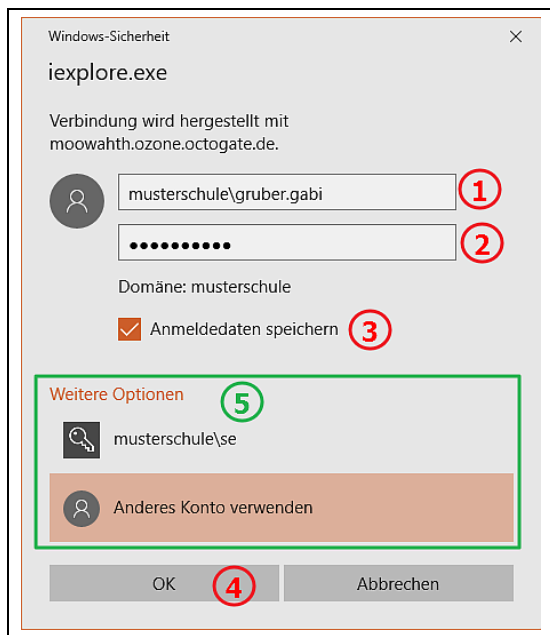 Windows-Sicherheit
iexplore.exe
Verbindung wird hergestellt mit
moowahth.ozone.octogate.de.
musterschule\gruber.gabi
1
2
Domäne: musterschule
Anmeldedaten speichern
3
Weitere Optionen
5
musterschule\se
Anderes Konto verwenden
OK
4
Abbrechen